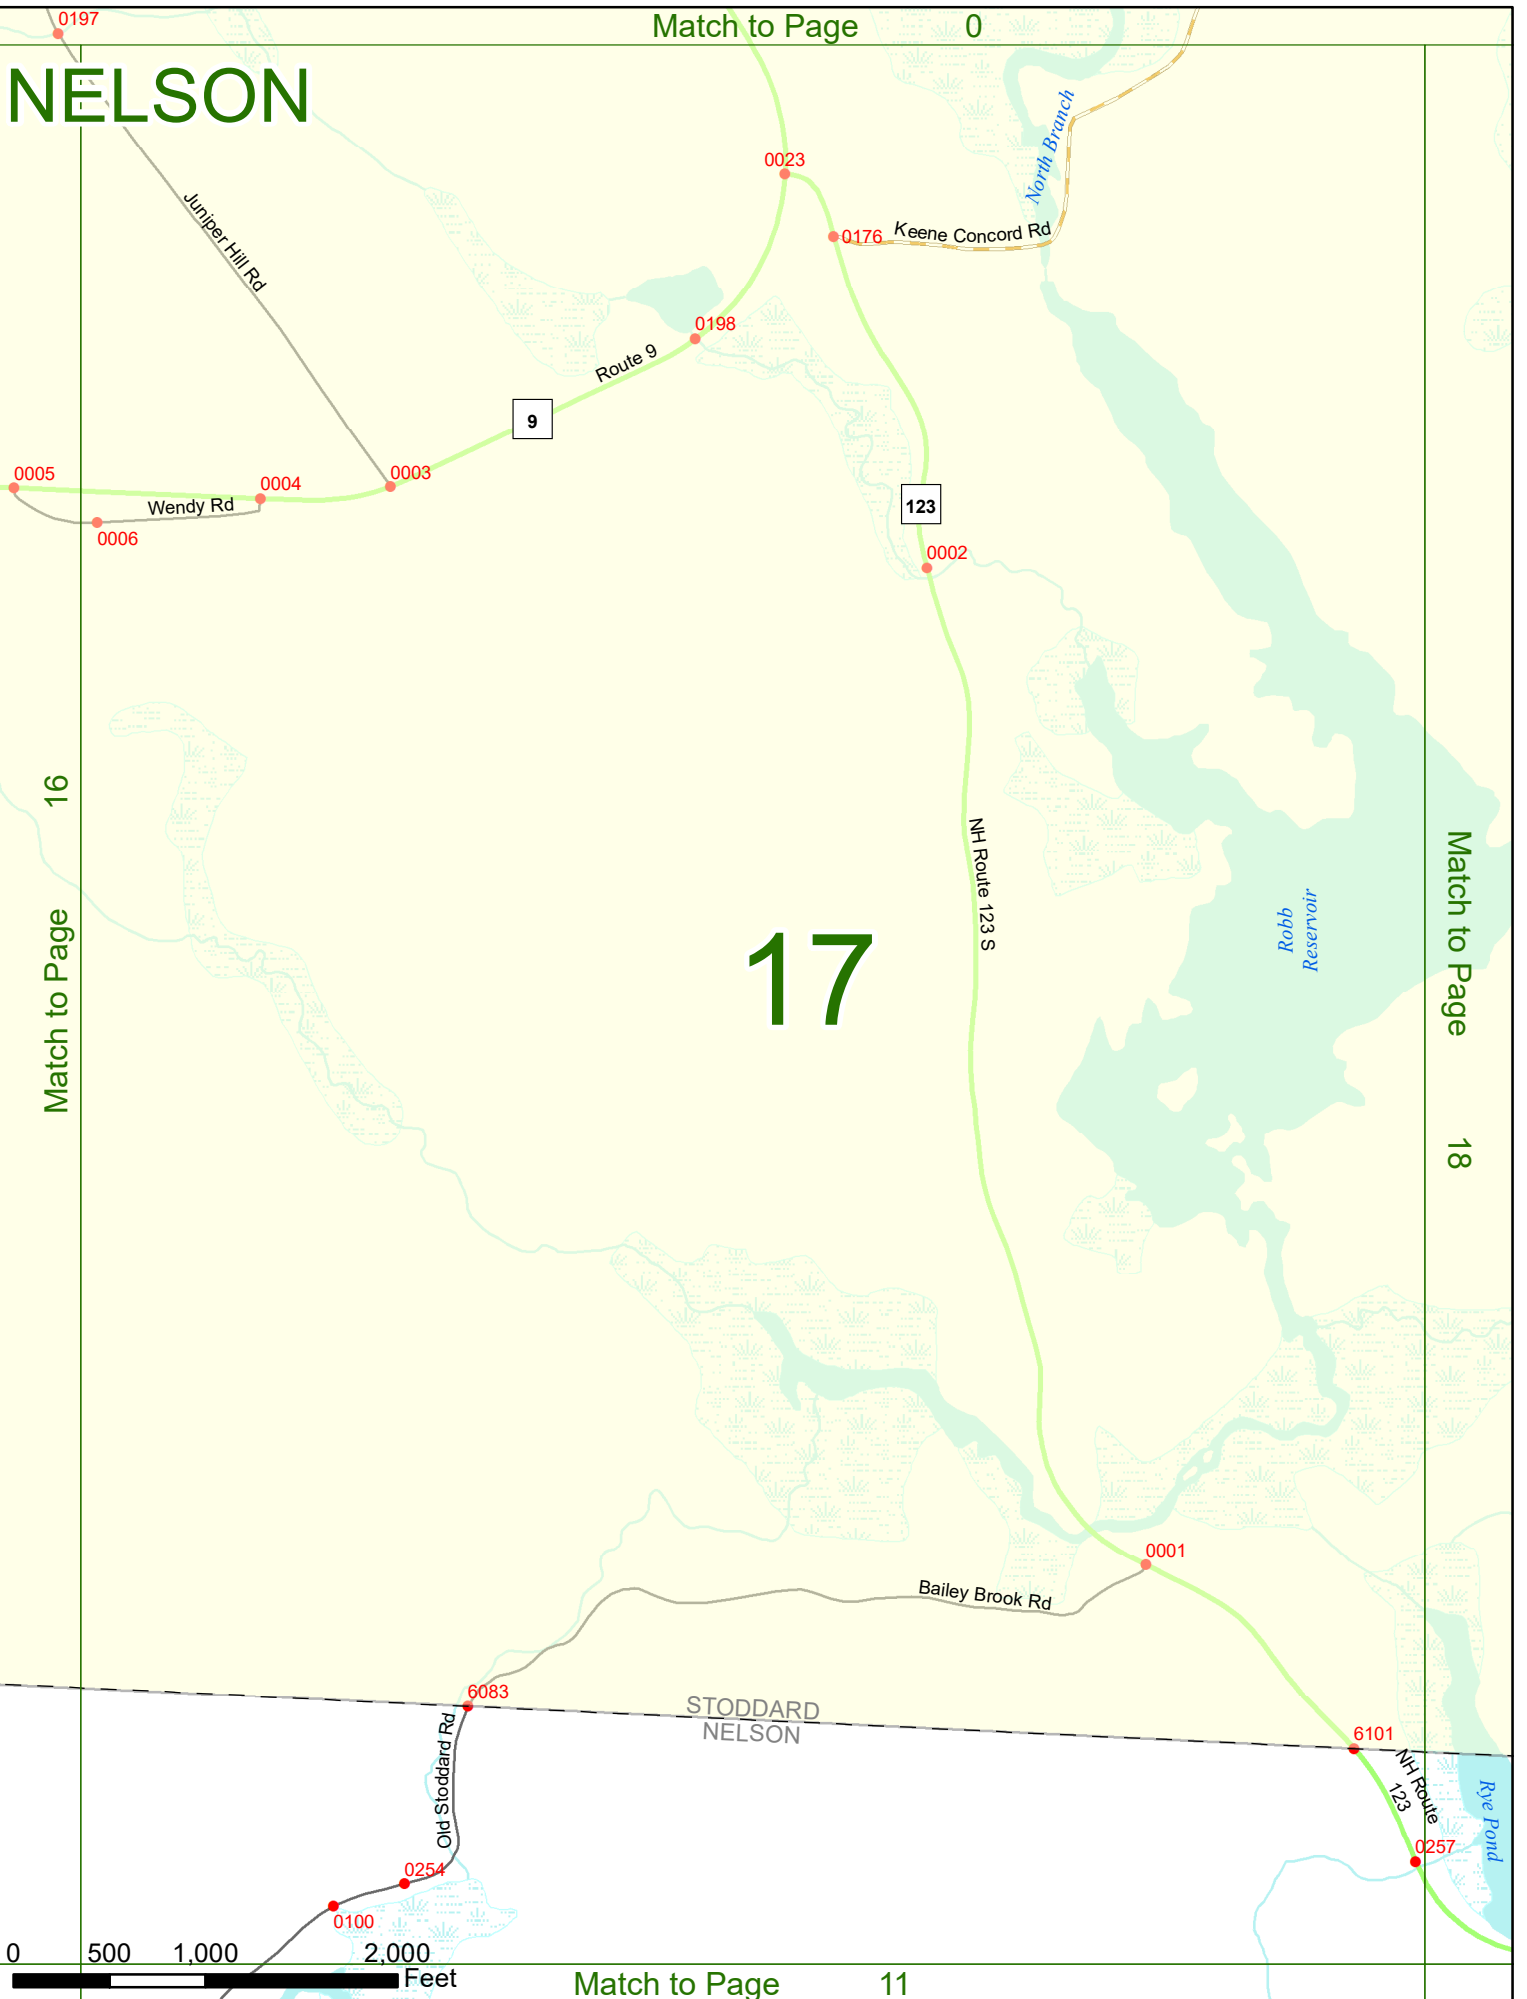 0197
Match to Page 0
NELSON
0023
North Branch
Juniper Hill Rd
0176
Keene Concord Rd
0198
Route 9
9
0003
0005
0004
Wendy Rd
0006
123
0002
Match to Page 16
NH Route 123 S
Match to Page 18
17
Robb
Reservoir
0001
Bailey Brook Rd
6083
STODDARD
NELSON
6101
Old Stoddard Rd
NH Route
123
Rye Pond
0257
0254
0100
0 500 1,000 2,000
Feet
Match to Page 11